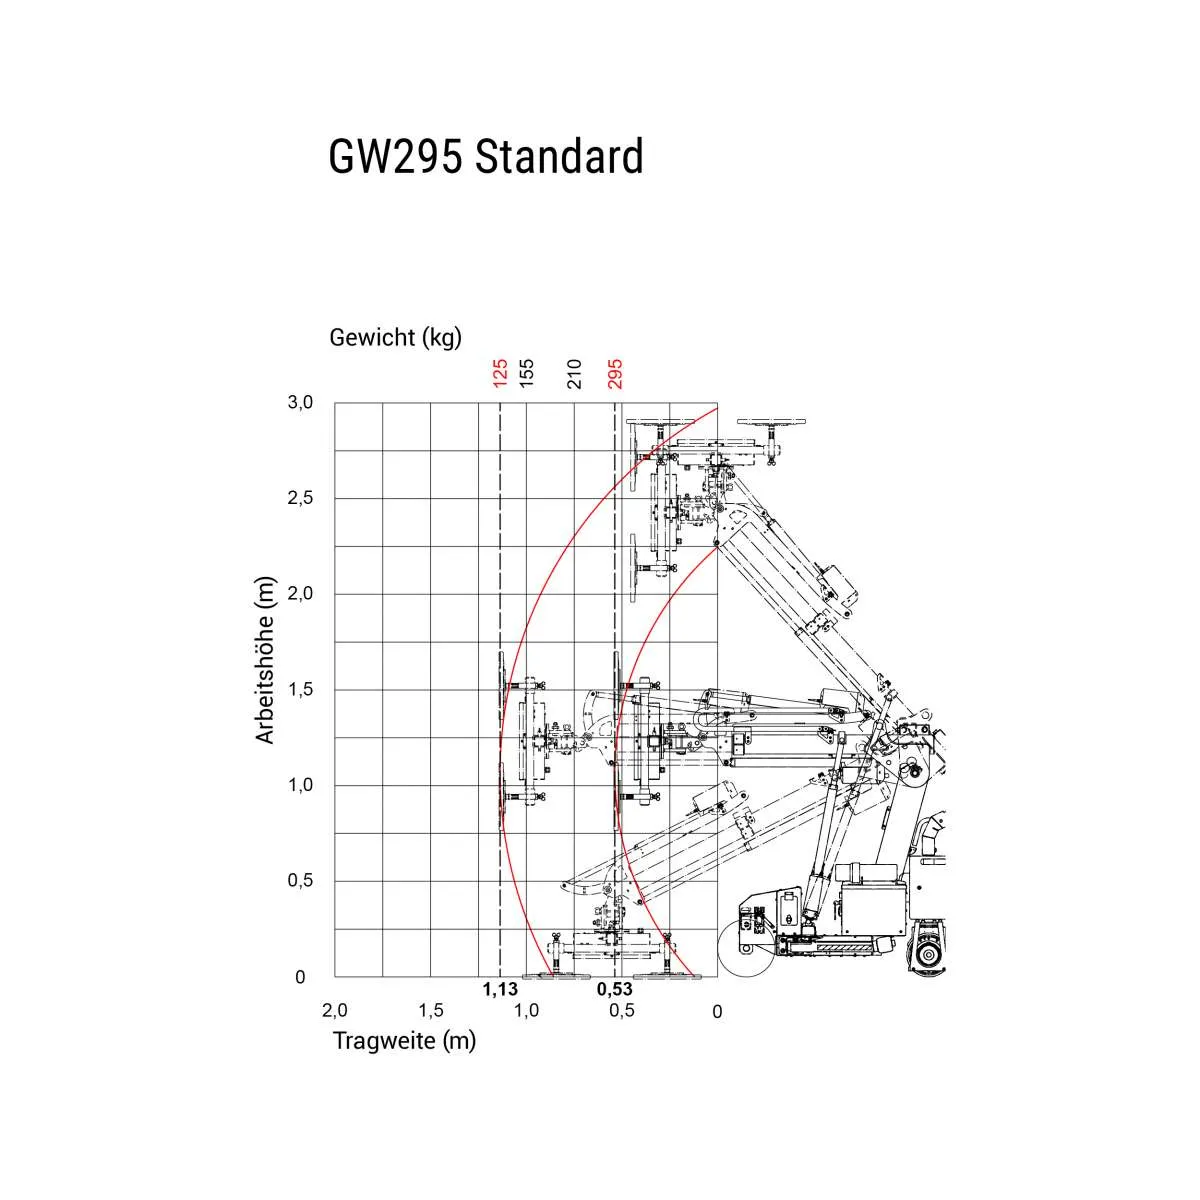 GW295 Standard
Gewicht (kg)
125 155 210 295
3,0
2,5
2,0
1,5
1,0
0,5
0
Arbeitshöhe (m)
1,13 0,53
2,0 1,5 1,0 0,5 0
Tragweite (m)